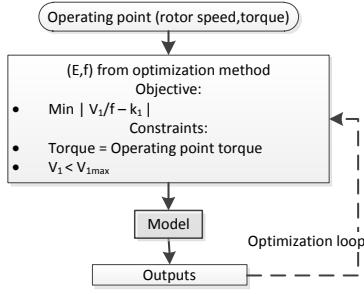 Operating point (rotor speed,torque)
(E,f) from optimization method
Objective:
• Min | V₁/f – k₁ |
Constraints:
• Torque = Operating point torque
• V₁ < V₁max
Model
Optimization loop
Outputs